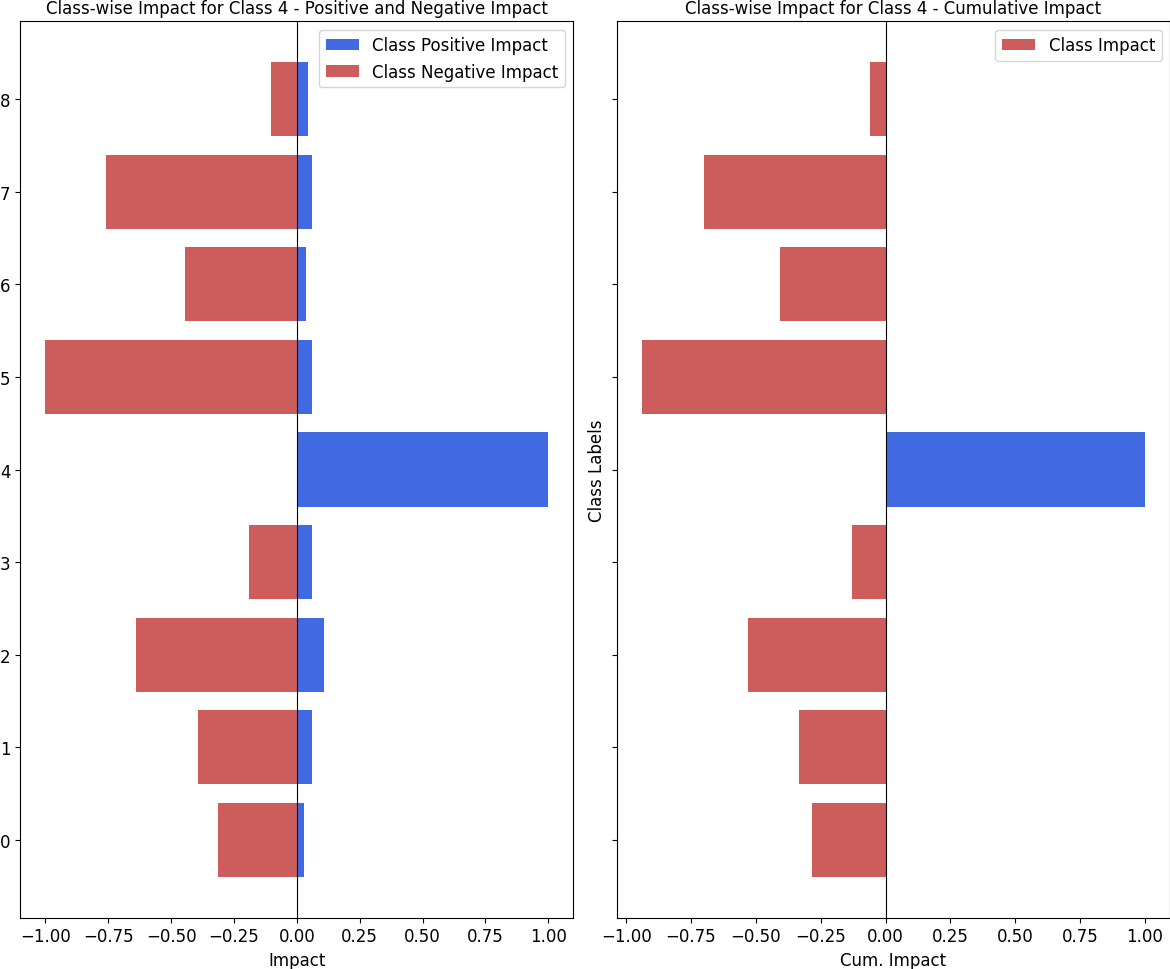 Class-wise Impact for Class 4 - Positive and Negative Impact
Class Positive Impact
Class Negative Impact
8
7
6
5
4
3
2
1
0
−1.00 −0.75 −0.50 −0.25 0.00 0.25 0.50 0.75 1.00
Impact
Class-wise Impact for Class 4 - Cumulative Impact
Class Impact
Class Labels
−1.00 −0.75 −0.50 −0.25 0.00 0.25 0.50 0.75 1.00
Cum. Impact